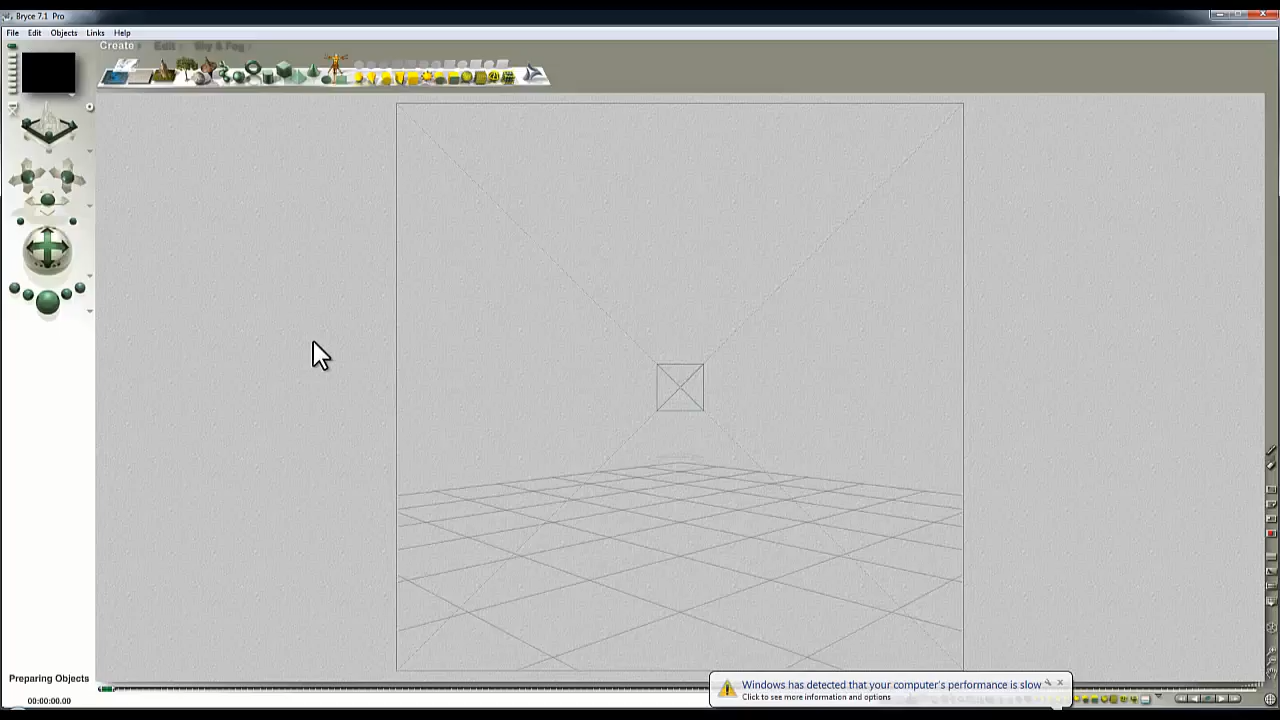 Bryce 7.1 Pro
File Edit Objects Links Help
Create Edit Sky & Fog
Preparing Objects
Windows has detected that your computer's performance is slow
Click to see more information and options
00:00:00.00